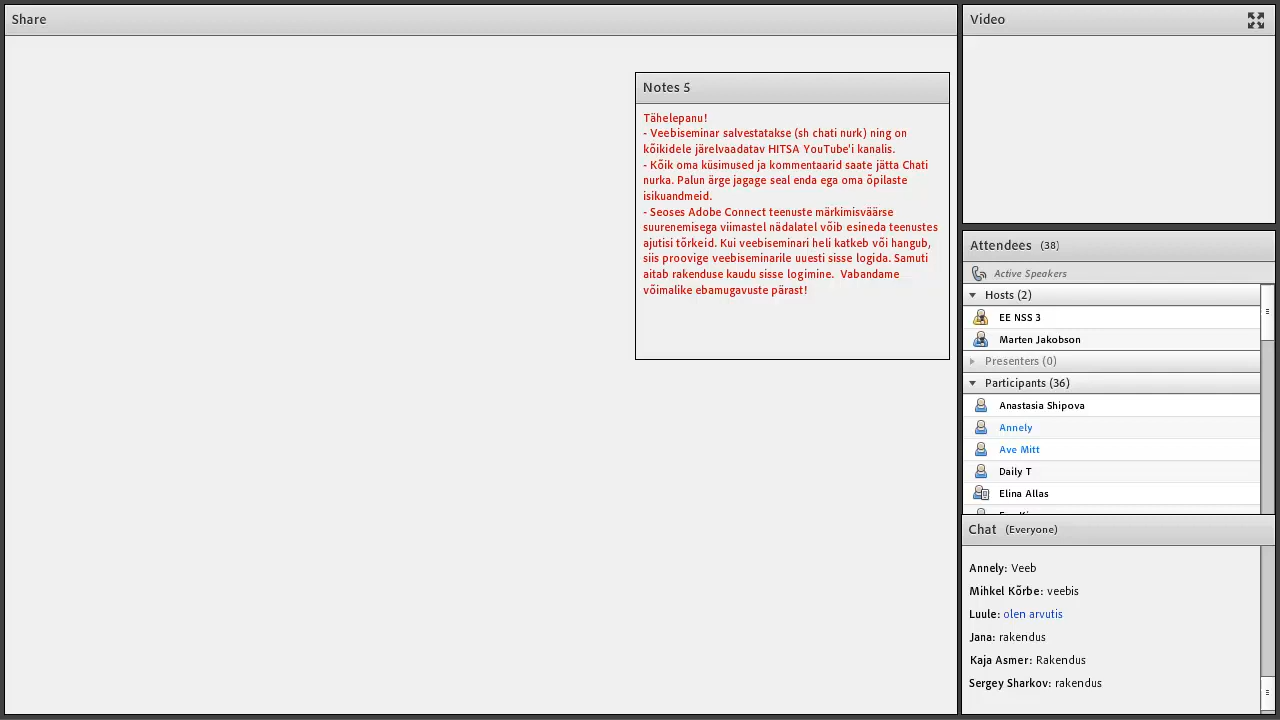 Share
Notes 5
Tähelepanu!
- Veebiseminar salvestatakse (sh chati nurk) ning on
kõikidele järelvaadatav HITSA YouTube'i kanalis.
- Kõik oma küsimused ja kommentaarid saate jätta Chati
nurka. Palun ärge jagage seal enda ega oma õpilaste
isikuandmeid.
- Seoses Adobe Connect teenuste märkimisväärse
suurenemisega viimastel nädalatel võib esineda teenustes
ajutisi tõrkeid. Kui veebiseminari heli katkeb või hangub,
siis proovige veebiseminarile uuesti sisse logida. Samuti
aitab rakenduse kaudu sisse logimine.  Vabandame
võimalike ebamugavuste pärast!
Video
Attendees (38)
Active Speakers
Hosts (2)
EE NSS 3
Marten Jakobson
Presenters (0)
Participants (36)
Anastasia Shipova
Annely
Ave Mitt
Daily T
Elina Allas
Chat (Everyone)
Annely: Veeb
Mihkel Kõrbe: veebis
Luule: olen arvutis
Jana: rakendus
Kaja Asmer: Rakendus
Sergey Sharkov: rakendus